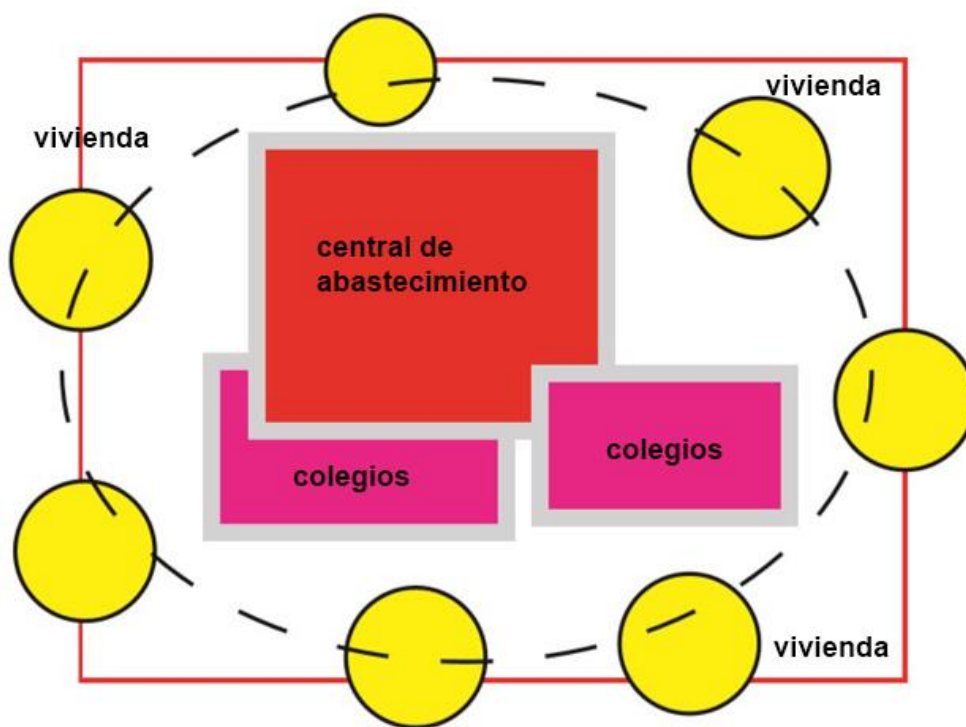 vivienda
vivienda
central de
abastecimiento
colegios
colegios
vivienda